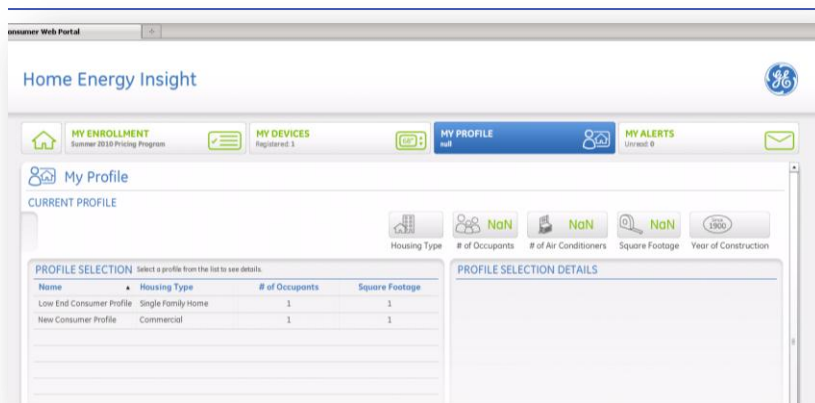 onsumer Web Portal
Home Energy Insight
MY ENROLLMENT
Summer 2010 Pricing Program
MY DEVICES
Registered: 1
68°
MY PROFILE
null
MY ALERTS
Unread: 0
My Profile
CURRENT PROFILE
NaN NaN NaN Since 1900
Housing Type # of Occupants # of Air Conditioners Square Footage Year of Construction
PROFILE SELECTION Select a profile from the list to see details.
Name Housing Type # of Occupants Square Footage
Low End Consumer Profile Single Family Home 1 1
New Consumer Profile Commercial 1 1
PROFILE SELECTION DETAILS